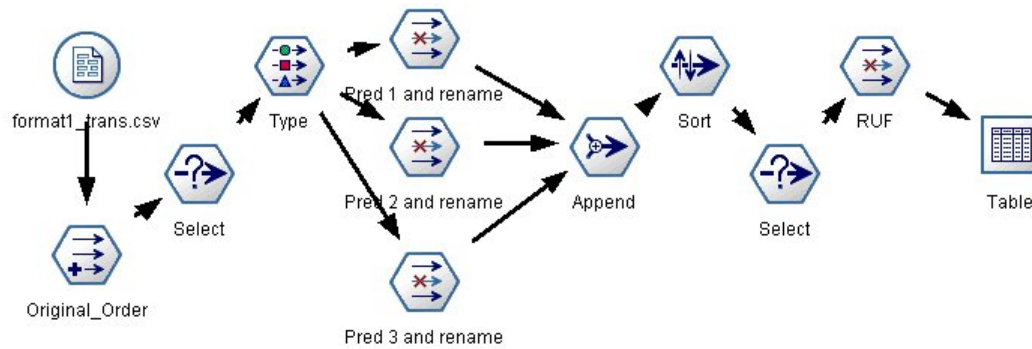 format1_trans.csv
Original_Order
Select
Type
Pred 1 and rename
Pred 2 and rename
Pred 3 and rename
Append
Sort
Select
RUF
Table